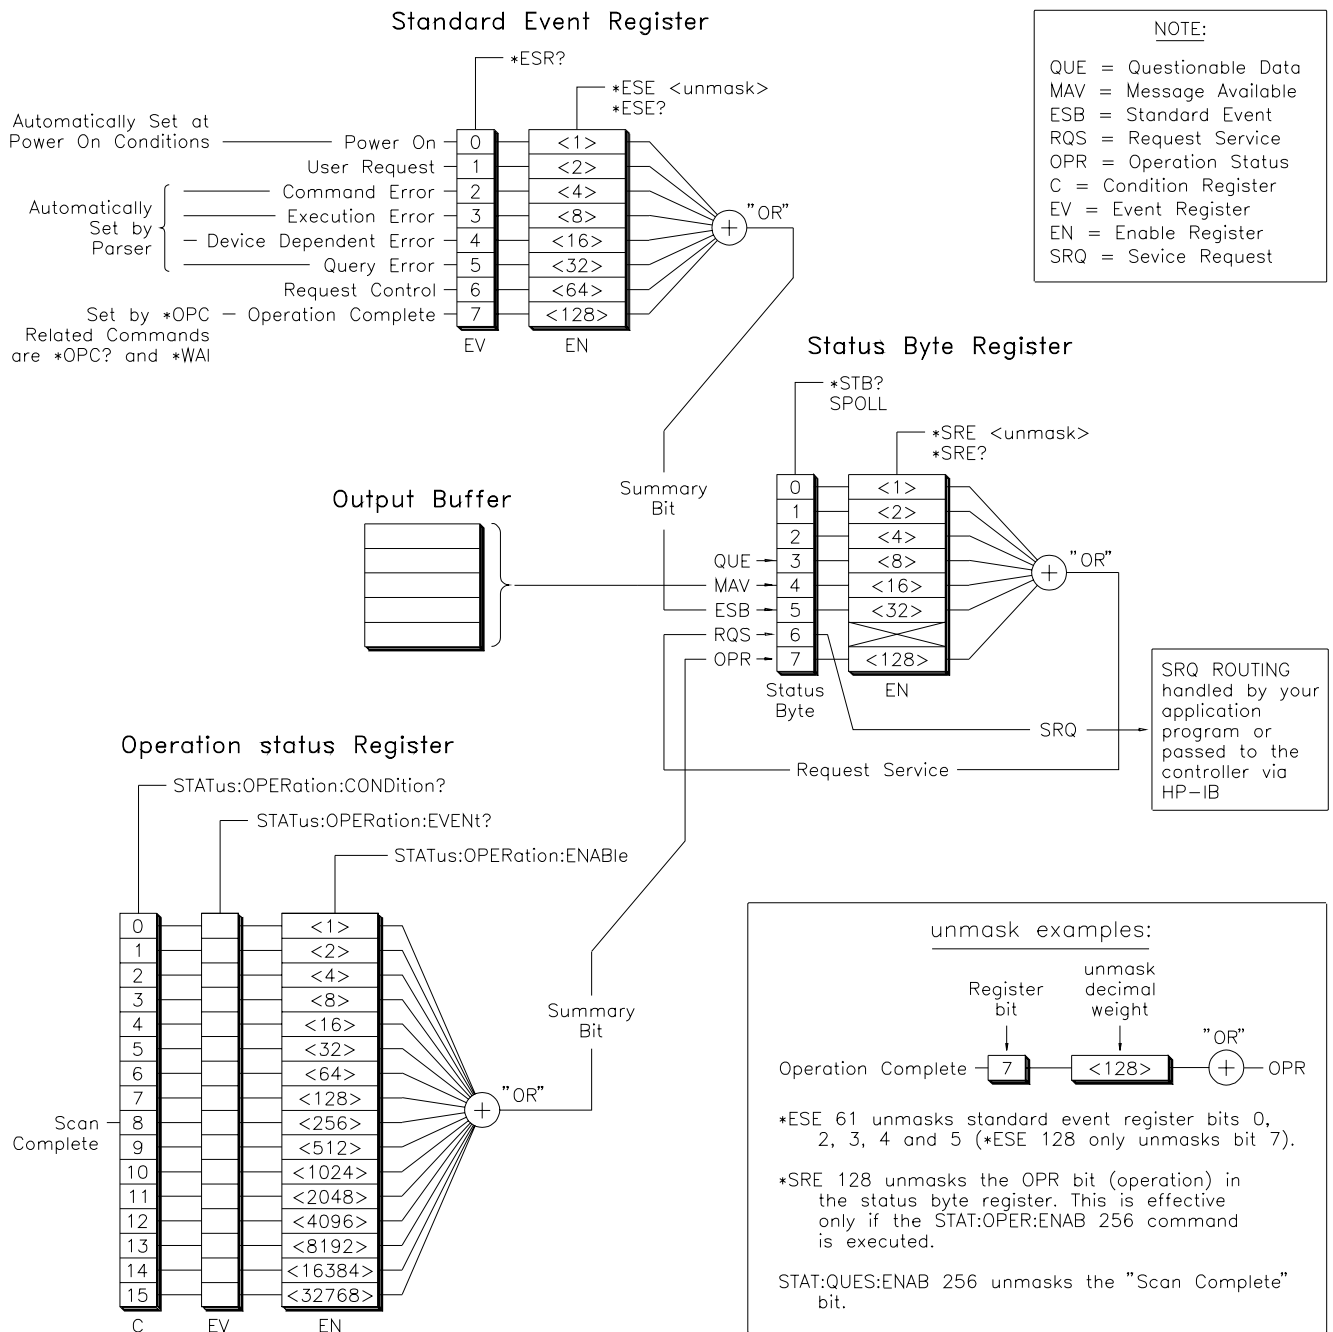 Standard Event Register
*ESR?
*ESE <unmask>
*ESE?
Automatically Set at
Power On Conditions
Power On
User Request
Command Error
Execution Error
Device Dependent Error
Query Error
Request Control
Operation Complete
Automatically
Set by
Parser
Set by *OPC
Related Commands
are *OPC? and *WAI
0
1
2
3
4
5
6
7
EV
<1>
<2>
<4>
<8>
<16>
<32>
<64>
<128>
EN
+
"OR"
NOTE:
QUE = Questionable Data
MAV = Message Available
ESB = Standard Event
RQS = Request Service
OPR = Operation Status
C = Condition Register
EV = Event Register
EN = Enable Register
SRQ = Sevice Request
Status Byte Register
*STB?
SPOLL
*SRE <unmask>
*SRE?
Summary
Bit
Output Buffer
QUE
MAV
ESB
RQS
OPR
0
1
2
3
4
5
6
7
Status
Byte
<1>
<2>
<4>
<8>
<16>
<32>
<128>
EN
+
"OR"
SRQ
Request Service
SRQ ROUTING
handled by your
application
program or
passed to the
controller via
HP-IB
Operation status Register
STATus:OPERation:CONDition?
STATus:OPERation:EVENt?
STATus:OPERation:ENABle
Scan
Complete
0
1
2
3
4
5
6
7
8
9
10
11
12
13
14
15
C
EV
<1>
<2>
<4>
<8>
<16>
<32>
<64>
<128>
<256>
<512>
<1024>
<2048>
<4096>
<8192>
<16384>
<32768>
EN
+
"OR"
Summary
Bit
unmask examples:
Register
bit
unmask
decimal
weight
Operation Complete
7
<128>
"OR"
+
OPR
*ESE 61 unmasks standard event register bits 0,
2, 3, 4 and 5 (*ESE 128 only unmasks bit 7).
*SRE 128 unmasks the OPR bit (operation) in
the status byte register. This is effective
only if the STAT:OPER:ENAB 256 command
is executed.
STAT:QUES:ENAB 256 unmasks the "Scan Complete"
bit.